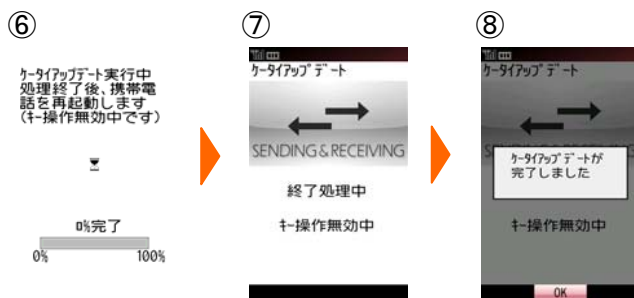 ⑥
ｹｰﾀｲｱｯﾌﾟﾃﾞｰﾄ実行中
処理終了後、携帯電
話を再起動します
(ｷｰ操作無効中です)
0%完了
0% 100%
⑦
ｹｰﾀｲｱｯﾌﾟﾃﾞｰﾄ
SENDING & RECEIVING
終了処理中
ｷｰ操作無効中
⑧
ｹｰﾀｲｱｯﾌﾟﾃﾞｰﾄ
ｹｰﾀｲｱｯﾌﾟﾃﾞｰﾄが
完了しました
ｷｰ操作無効中
OK